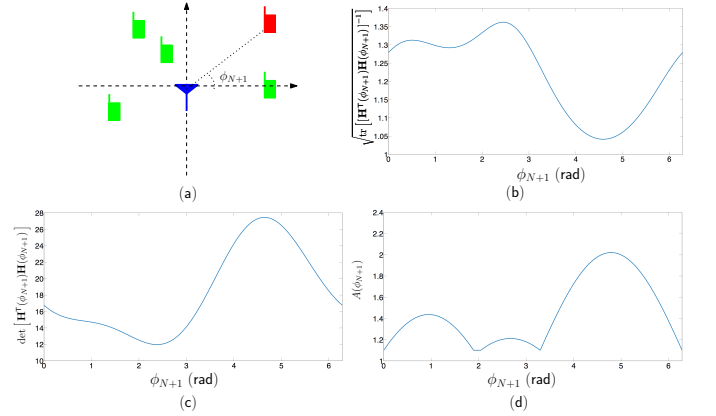 ϕ_{N+1}
(a)
√tr [[H^T(ϕ_{N+1})H(ϕ_{N+1})]^{-1}]
1.4
1.35
1.3
1.25
1.2
1.15
1.1
1.05
1
0 1 2 3 4 5 6
ϕ_{N+1} (rad)
(b)
det [H^T(ϕ_{N+1})H(ϕ_{N+1})]
28
26
24
22
20
18
16
14
12
10
0 1 2 3 4 5 6
ϕ_{N+1} (rad)
(c)
A(ϕ_{N+1})
2.4
2.2
2
1.8
1.6
1.4
1.2
1
0 1 2 3 4 5 6
ϕ_{N+1} (rad)
(d)